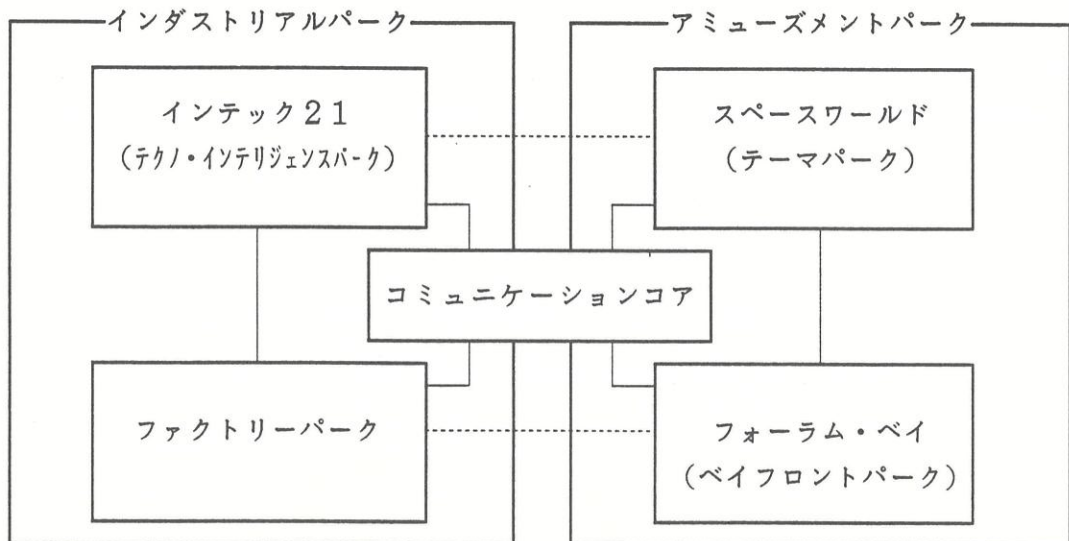 インダストリアルパーク
アミューズメントパーク
インテック21
(テクノ・インテリジェンスパーク)
スペースワールド
(テーマパーク)
コミュニケーションコア
ファクトリーパーク
フォーラム・ベイ
(ベイフロントパーク)